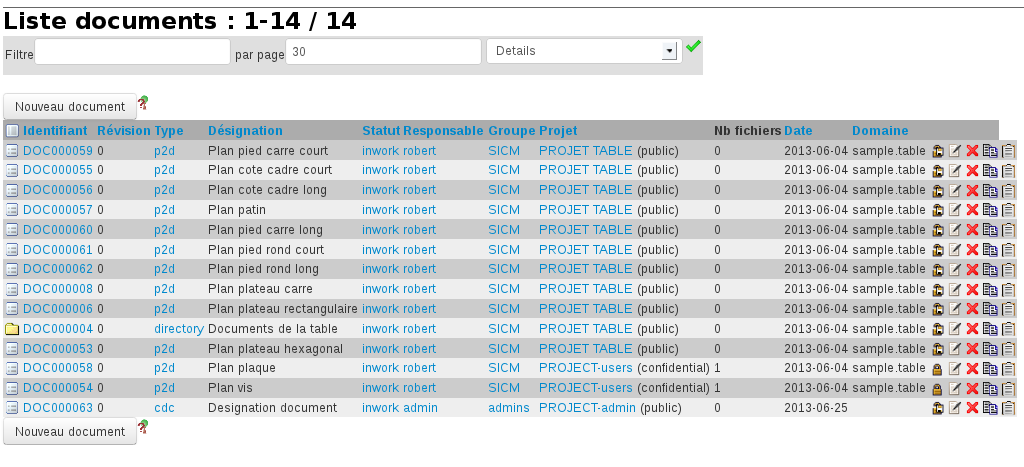 Liste documents : 1-14 / 14
Filtre par page 30 Details
Nouveau document
Identifiant Révision Type Désignation Statut Responsable Groupe Projet Nb fichiers Date Domaine
DOC000059 0 p2d Plan pied carre court inwork robert SICM PROJET TABLE (public) 0 2013-06-04 sample.table
DOC000055 0 p2d Plan cote cadre court inwork robert SICM PROJET TABLE (public) 0 2013-06-04 sample.table
DOC000056 0 p2d Plan cote cadre long inwork robert SICM PROJET TABLE (public) 0 2013-06-04 sample.table
DOC000057 0 p2d Plan patin inwork robert SICM PROJET TABLE (public) 0 2013-06-04 sample.table
DOC000060 0 p2d Plan pied carre long inwork robert SICM PROJET TABLE (public) 0 2013-06-04 sample.table
DOC000061 0 p2d Plan pied rond court inwork robert SICM PROJET TABLE (public) 0 2013-06-04 sample.table
DOC000062 0 p2d Plan pied rond long inwork robert SICM PROJET TABLE (public) 0 2013-06-04 sample.table
DOC000008 0 p2d Plan plateau carre inwork robert SICM PROJET TABLE (public) 0 2013-06-04 sample.table
DOC000006 0 p2d Plan plateau rectangulaire inwork robert SICM PROJET TABLE (public) 0 2013-06-04 sample.table
DOC000004 0 directory Documents de la table inwork robert SICM PROJET TABLE (public) 0 2013-06-04 sample.table
DOC000053 0 p2d Plan plateau hexagonal inwork robert SICM PROJET TABLE (public) 0 2013-06-04 sample.table
DOC000058 0 p2d Plan plaque inwork robert SICM PROJECT-users (confidential) 1 2013-06-04 sample.table
DOC000054 0 p2d Plan vis inwork robert SICM PROJECT-users (confidential) 1 2013-06-04 sample.table
DOC000063 0 cdc Designation document inwork admin admins PROJECT-admin (public) 0 2013-06-25
Nouveau document